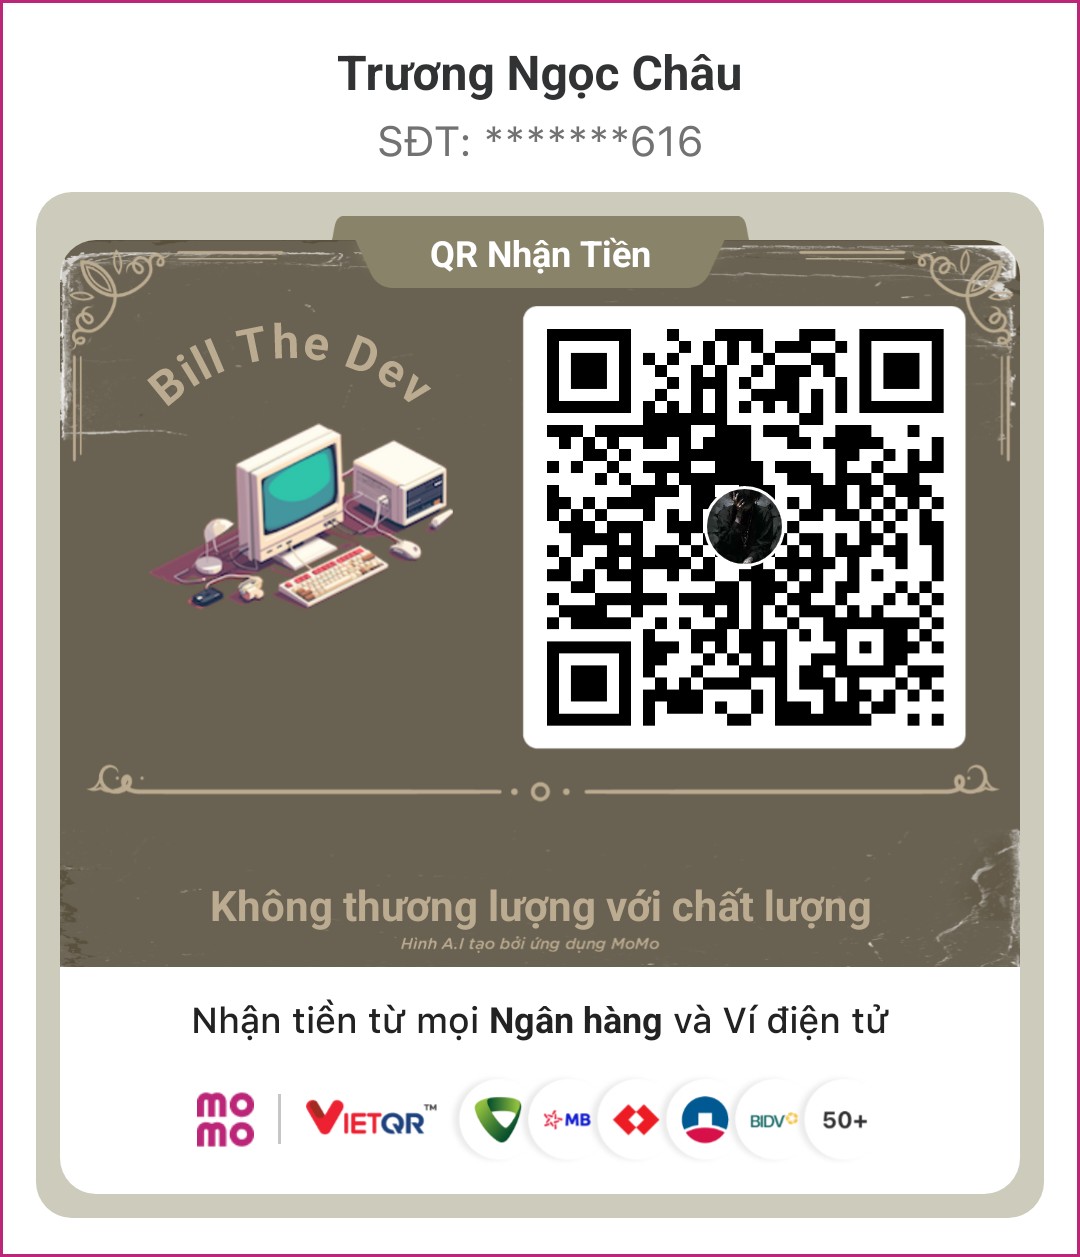 Trương Ngọc Châu
SĐT: *******616
QR Nhận Tiền
Bill The Dev
Không thương lượng với chất lượng
Hình A.I tạo bởi ứng dụng MoMo
Nhận tiền từ mọi Ngân hàng và Ví điện tử
mo mo VIETQR™ MB BIDV 50+